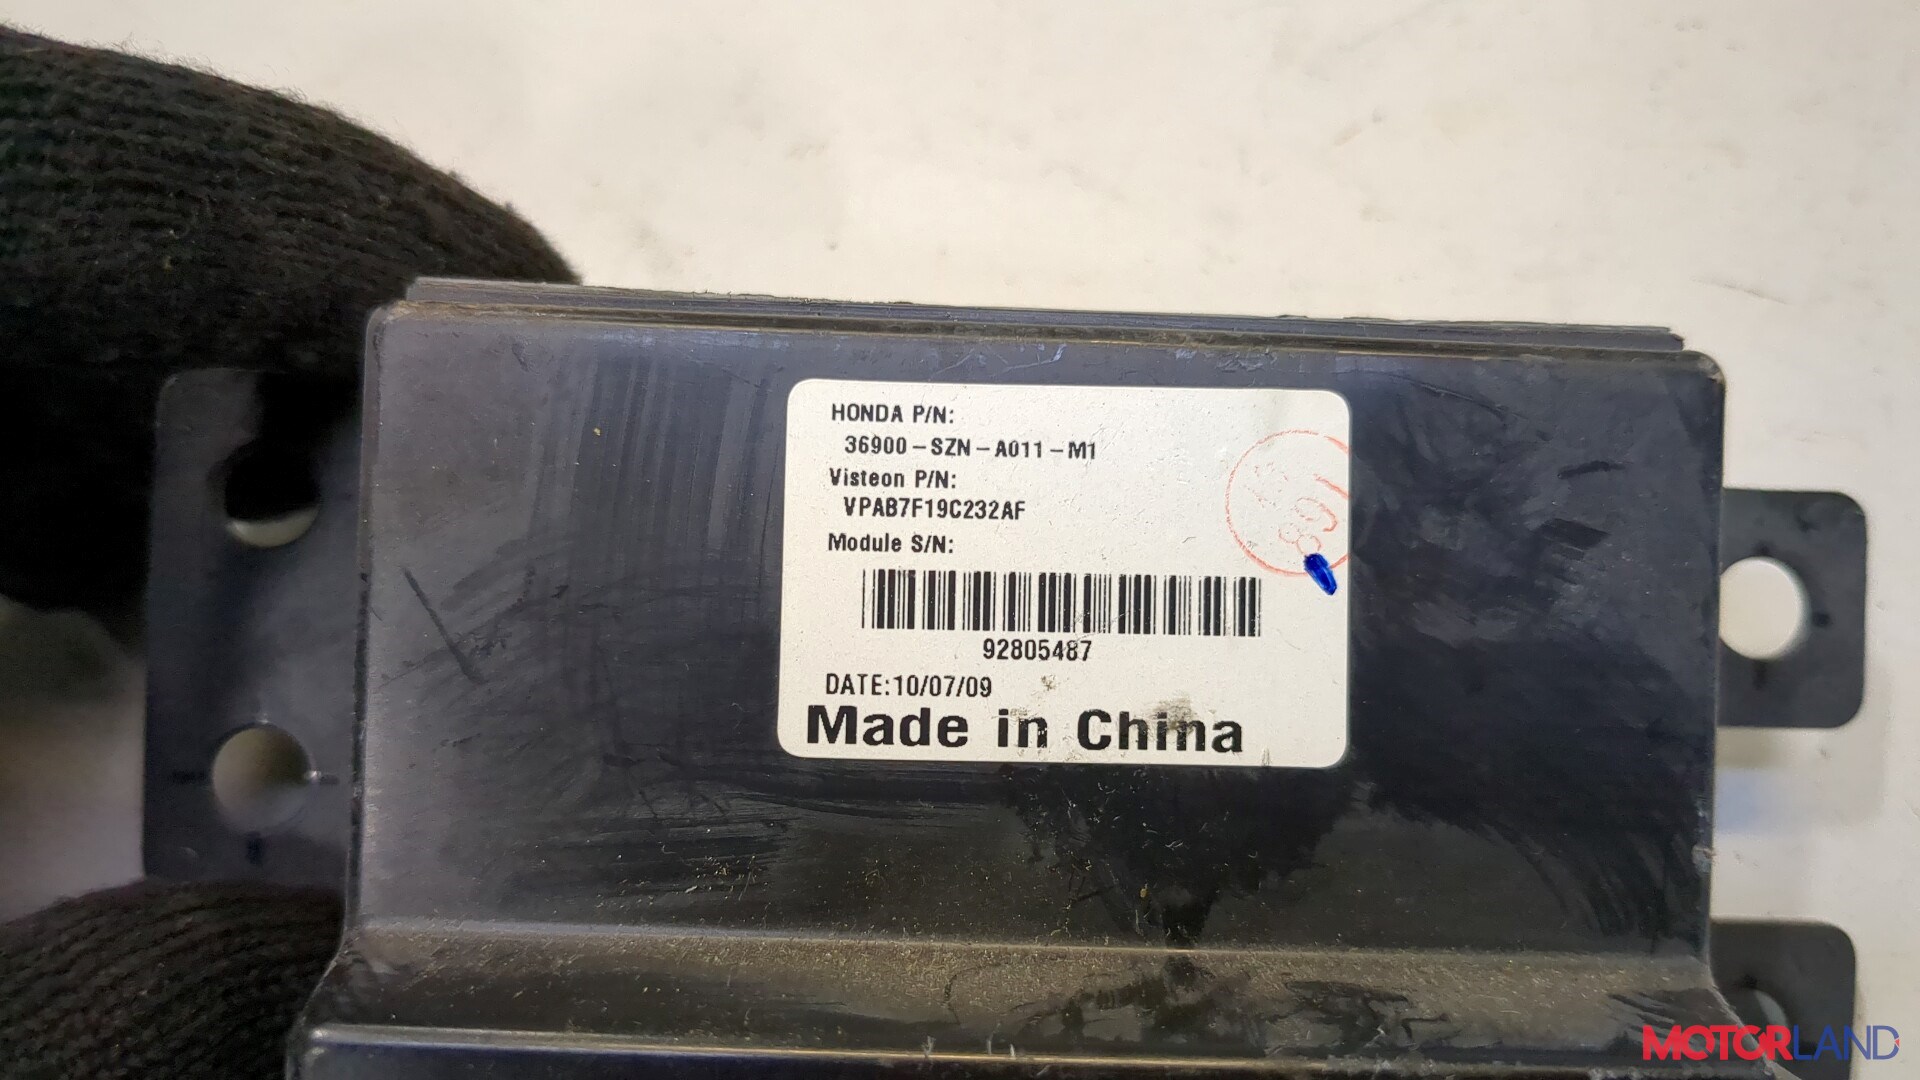 HONDA P/N:
36900-SZN-A011-M1
Visteon P/N:
VPAB7F19C232AF
Module S/N:
92805487
DATE:10/07/09
Made in China
MOTORLAND